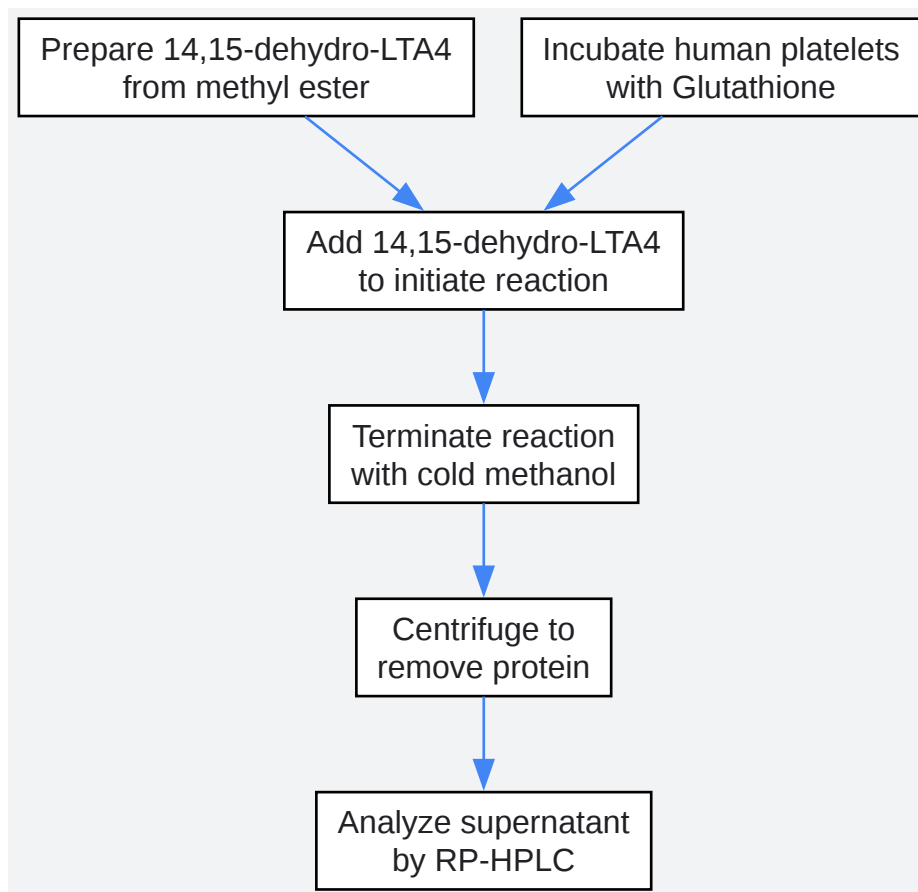 Prepare 14,15-dehydro-LTA4
from methyl ester
Incubate human platelets
with Glutathione
Add 14,15-dehydro-LTA4
to initiate reaction
Terminate reaction
with cold methanol
Centrifuge to
remove protein
Analyze supernatant
by RP-HPLC